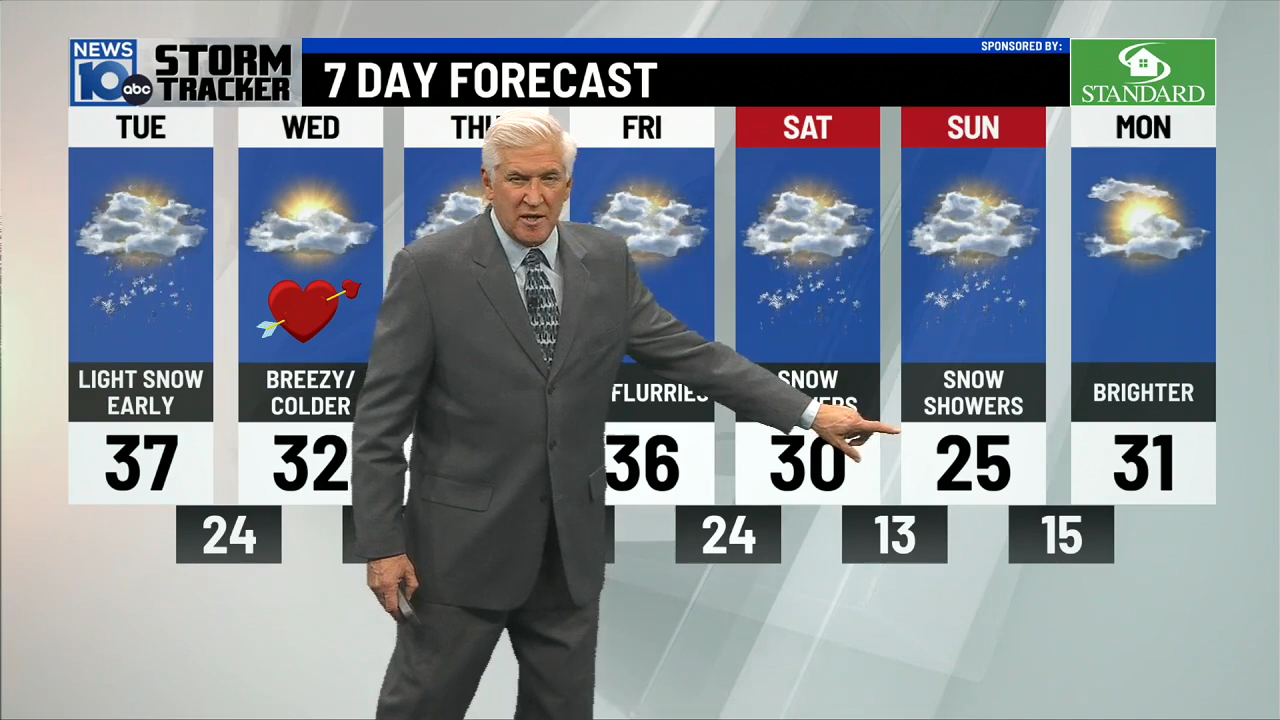 NEWS
10
abc
STORM
TRACKER
7 DAY FORECAST
SPONSORED BY:
STANDARD
TUE
WED
FRI
SAT
SUN
MON
LIGHT SNOW
EARLY
BREEZY/
COLDER
FLURRIES
SNOW
SNOW
SHOWERS
BRIGHTER
37
32
36
30
25
31
24
24
13
15